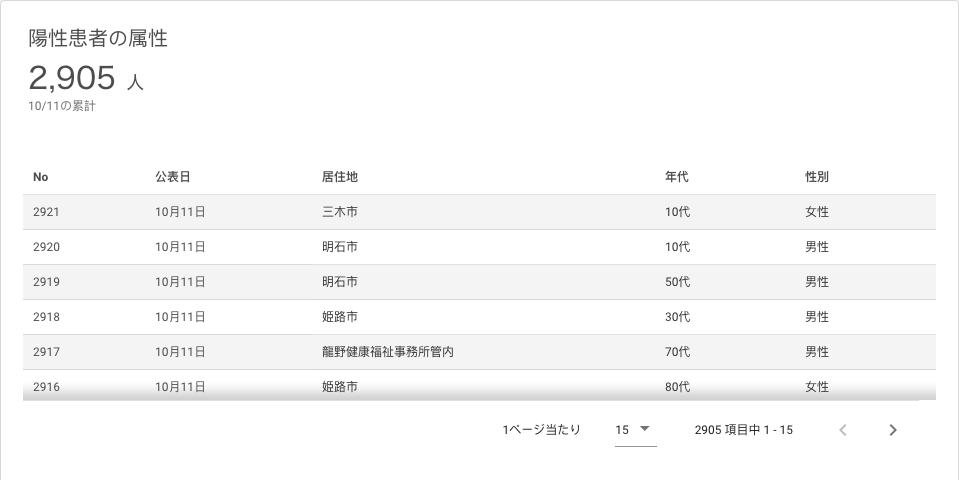 陽性患者の属性
2,905 人
10/11の累計
No 公表日 居住地 年代 性別
2921 10月11日 三木市 10代 女性
2920 10月11日 明石市 10代 男性
2919 10月11日 明石市 50代 男性
2918 10月11日 姫路市 30代 男性
2917 10月11日 龍野健康福祉事務所管内 70代 男性
2916 10月11日 姫路市 80代 女性
1ページ当たり 15 2905 項目中 1 - 15